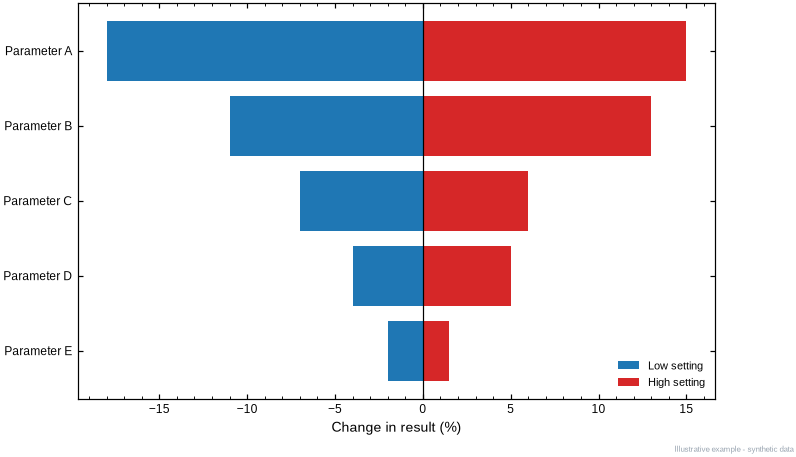 Parameter A
Parameter B
Parameter C
Parameter D
Parameter E
Low setting
High setting
−15 −10 −5 0 5 10 15
Change in result (%)
Illustrative example - synthetic data